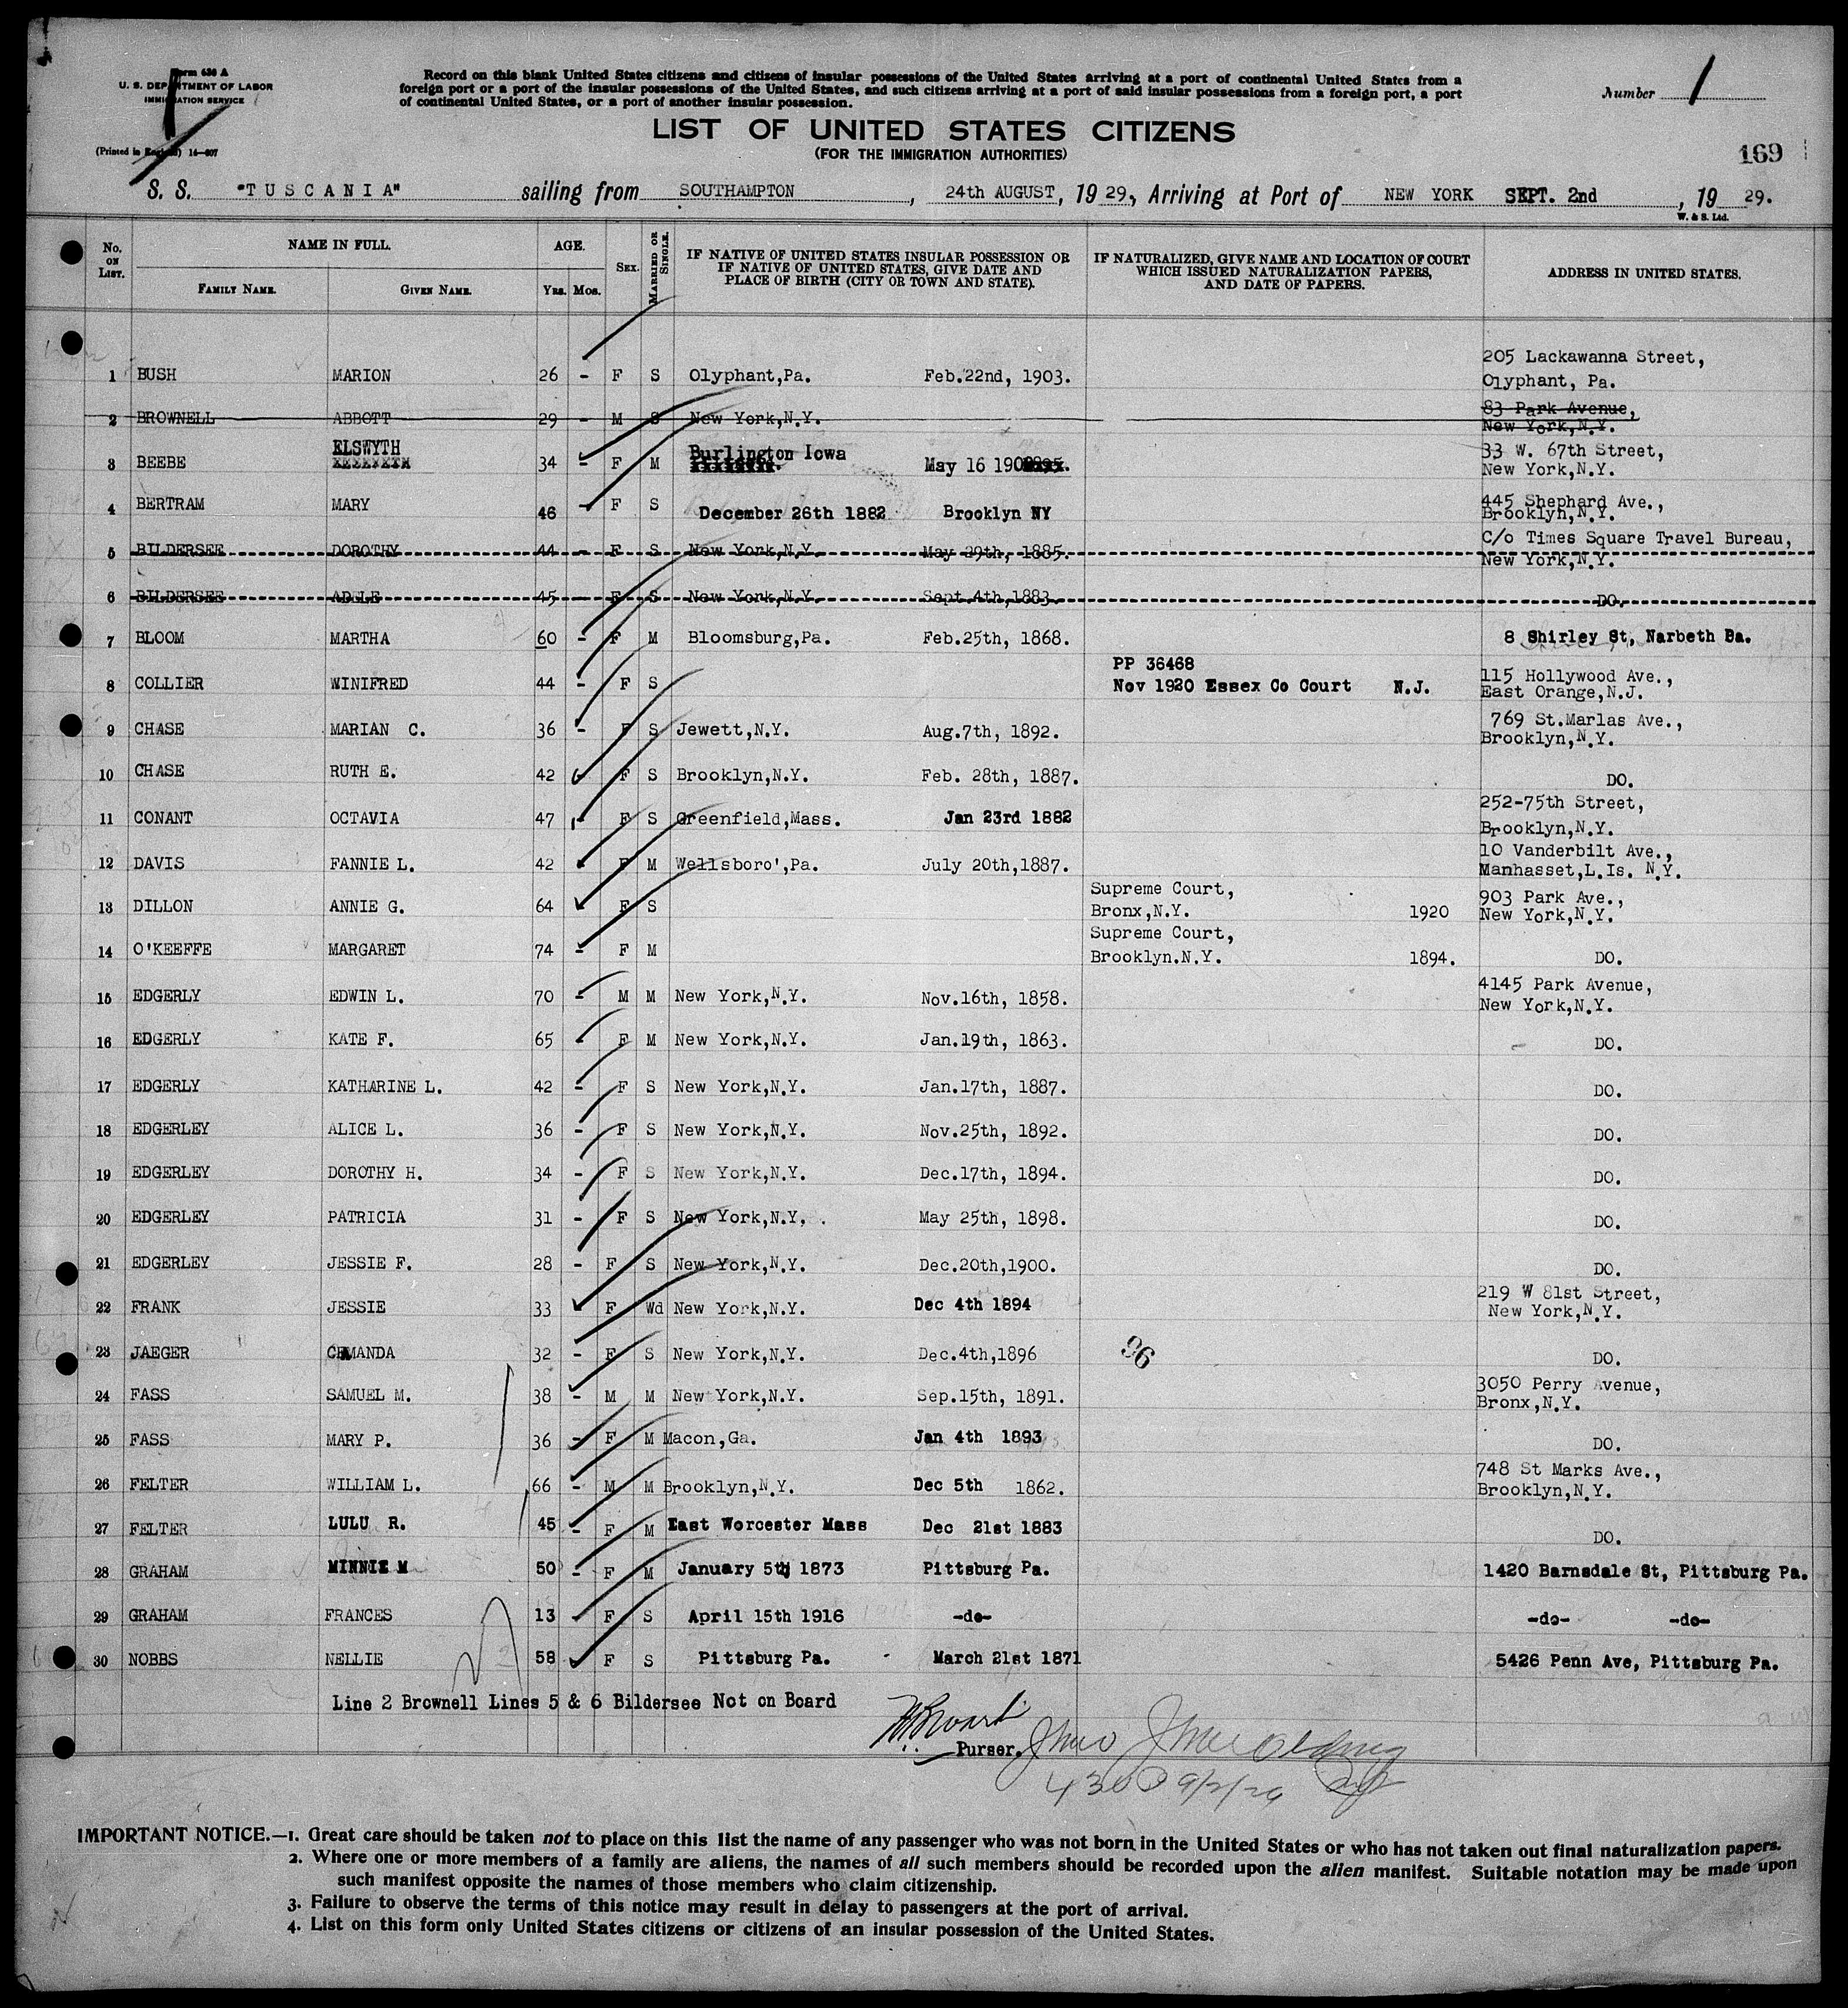 Form 630 A
U. S. DEPARTMENT OF LABOR
IMMIGRATION SERVICE
(Printed in England) 14—607
Record on this blank United States citizens and citizens of insular possessions of the United States arriving at a port of continental United States from a
foreign port or a port of the insular possessions of the United States, and such citizens arriving at a port of said insular possessions from a foreign port, a port
of continental United States, or a port of another insular possession.
Number 1
LIST OF UNITED STATES CITIZENS
(FOR THE IMMIGRATION AUTHORITIES)
169
S. S. "TUSCANIA" sailing from SOUTHAMPTON, 24th AUGUST, 1929, Arriving at Port of NEW YORK SEPT. 2nd, 1929.
W. & S. Ltd.
No. ON LIST. NAME IN FULL. FAMILY NAME. GIVEN NAME. AGE. Yrs. Mos. SEX. MARRIED OR SINGLE. IF NATIVE OF UNITED STATES INSULAR POSSESSION OR IF NATIVE OF UNITED STATES, GIVE DATE AND PLACE OF BIRTH (CITY OR TOWN AND STATE). IF NATURALIZED, GIVE NAME AND LOCATION OF COURT WHICH ISSUED NATURALIZATION PAPERS, AND DATE OF PAPERS. ADDRESS IN UNITED STATES.
1 BUSH MARION 26 - F S Olyphant,Pa. Feb.22nd, 1903. 205 Lackawanna Street, Olyphant, Pa.
2 BROWNELL ABBOTT 29 - M S New York,N.Y. 83 Park Avenue, New York,N.Y.
3 BEEBE ELSWYTH 34 - F M Burlington Iowa May 16 190 33 W. 67th Street, New York,N.Y.
4 BERTRAM MARY 46 - F S December 26th 1882 Brooklyn NY 445 Shephard Ave., Brooklyn,N.Y.
5 BILDERSEE DOROTHY 44 - F S New York,N.Y. May 29th, 1885. C/o Times Square Travel Bureau, New York,N.Y.
6 BILDERSEE ADELE 45 - F S New York,N.Y. Sept 4th,1883. DO.
7 BLOOM MARTHA 60 - F M Bloomsburg,Pa. Feb.25th, 1868. 8 Shirley St, Narbeth Ba.
8 COLLIER WINIFRED 44 - F S PP 36468 Nov 1920 Essex Co Court N.J. 115 Hollywood Ave., East Orange,N.J.
9 CHASE MARIAN C. 36 - F S Jewett,N.Y. Aug.7th, 1892. 769 St.Marlas Ave., Brooklyn,N.Y.
10 CHASE RUTH E. 42 - F S Brooklyn,N.Y. Feb. 28th, 1887. DO.
11 CONANT OCTAVIA 47 - F S Greenfield,Mass. Jan 23rd 1882 252-75th Street, Brooklyn,N.Y.
12 DAVIS FANNIE L. 42 - F M Wellsboro',Pa. July 20th,1887. 10 Vanderbilt Ave., Manhasset,L.Is. N.Y.
13 DILLON ANNIE G. 64 - F S Supreme Court, Bronx,N.Y. 1920 903 Park Ave., New York,N.Y.
14 O'KEEFFE MARGARET 74 - F M Supreme Court, Brooklyn.N.Y. 1894. DO.
15 EDGERLY EDWIN L. 70 - M M New York,N.Y. Nov.16th, 1858. 4145 Park Avenue, New York,N.Y.
16 EDGERLY KATE F. 65 - F M New York,N.Y. Jan.19th, 1863. DO.
17 EDGERLY KATHARINE L. 42 - F S New York,N.Y. Jan.17th, 1887. DO.
18 EDGERLEY ALICE L. 36 - F S New York,N.Y. Nov.25th, 1892. DO.
19 EDGERLEY DOROTHY H. 34 - F S New York,N.Y. Dec.17th, 1894. DO.
20 EDGERLEY PATRICIA 31 - F S New York,N.Y. May 25th, 1898. DO.
21 EDGERLEY JESSIE F. 28 - F S New York,N.Y. Dec.20th,1900. DO.
22 FRANK JESSIE 33 - F Wd New York,N.Y. Dec 4th 1894 219 W 81st Street, New York,N.Y.
23 JAEGER 32 - F S New York,N.Y. Dec.4th,1896 96 DO.
24 FASS SAMUEL M. 38 - M M New York,N.Y. Sep.15th, 1891. 3050 Perry Avenue, Bronx,N.Y.
25 FASS MARY P. 36 - F M Macon,Ga. Jan 4th 1893 DO.
26 FELTER WILLIAM L. 66 - M M Brooklyn,N.Y. Dec 5th 1862. 748 St Marks Ave., Brooklyn,N.Y.
27 FELTER LULU R. 45 - F M East Worcester Mass Dec 21st 1883 DO.
28 GRAHAM MINNIE M 50 - F M January 5th 1873 Pittsburg Pa. 1420 Barnsdale St, Pittsburg Pa.
29 GRAHAM FRANCES 13 - F S April 15th 1916 -do- -do- -do-
30 NOBBS NELLIE 58 - F S Pittsburg Pa. March 21st 1871 5426 Penn Ave, Pittsburg Pa.
Line 2 Brownell Lines 5 & 6 Bildersee Not on Board
Purser.
IMPORTANT NOTICE.—1. Great care should be taken not to place on this list the name of any passenger who was not born in the United States or who has not taken out final naturalization papers.
2. Where one or more members of a family are aliens, the names of all such members should be recorded upon the alien manifest. Suitable notation may be made upon
such manifest opposite the names of those members who claim citizenship.
3. Failure to observe the terms of this notice may result in delay to passengers at the port of arrival.
4. List on this form only United States citizens or citizens of an insular possession of the United States.